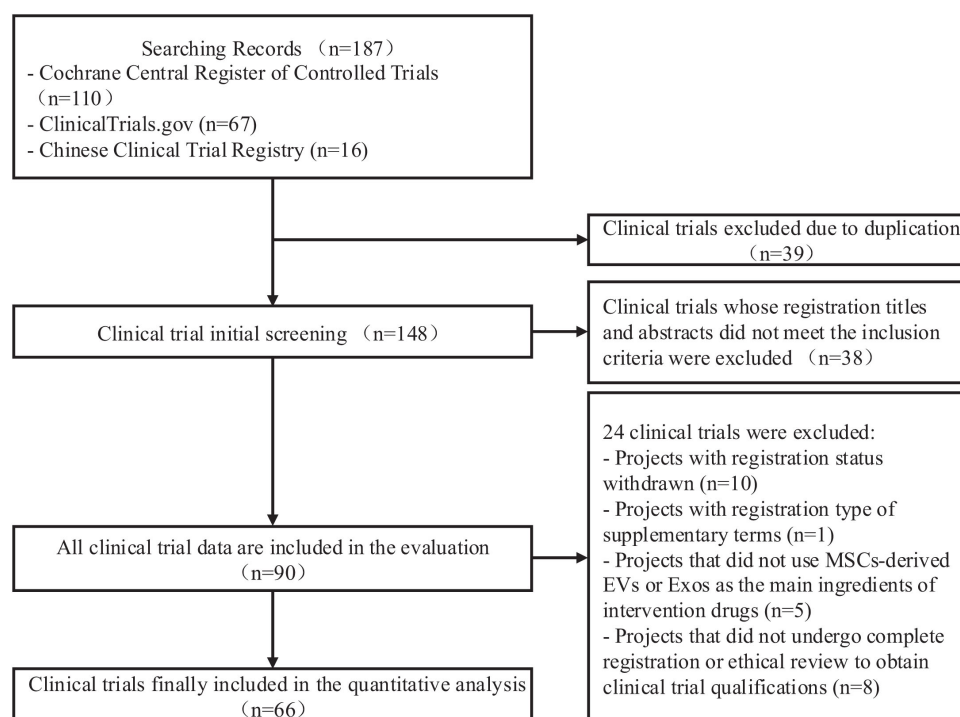 Searching Records （n=187）
- Cochrane Central Register of Controlled Trials
（n=110）
- ClinicalTrials.gov (n=67)
- Chinese Clinical Trial Registry (n=16)
Clinical trials excluded due to duplication
（n=39）
Clinical trial initial screening （n=148）
Clinical trials whose registration titles
and abstracts did not meet the inclusion
criteria were excluded （n=38）
24 clinical trials were excluded:
- Projects with registration status
withdrawn (n=10)
- Projects with registration type of
supplementary terms (n=1)
- Projects that did not use MSCs-derived
EVs or Exos as the main ingredients of
intervention drugs (n=5)
- Projects that did not undergo complete
registration or ethical review to obtain
clinical trial qualifications (n=8)
All clinical trial data are included in the evaluation
（n=90）
Clinical trials finally included in the quantitative analysis
（n=66）